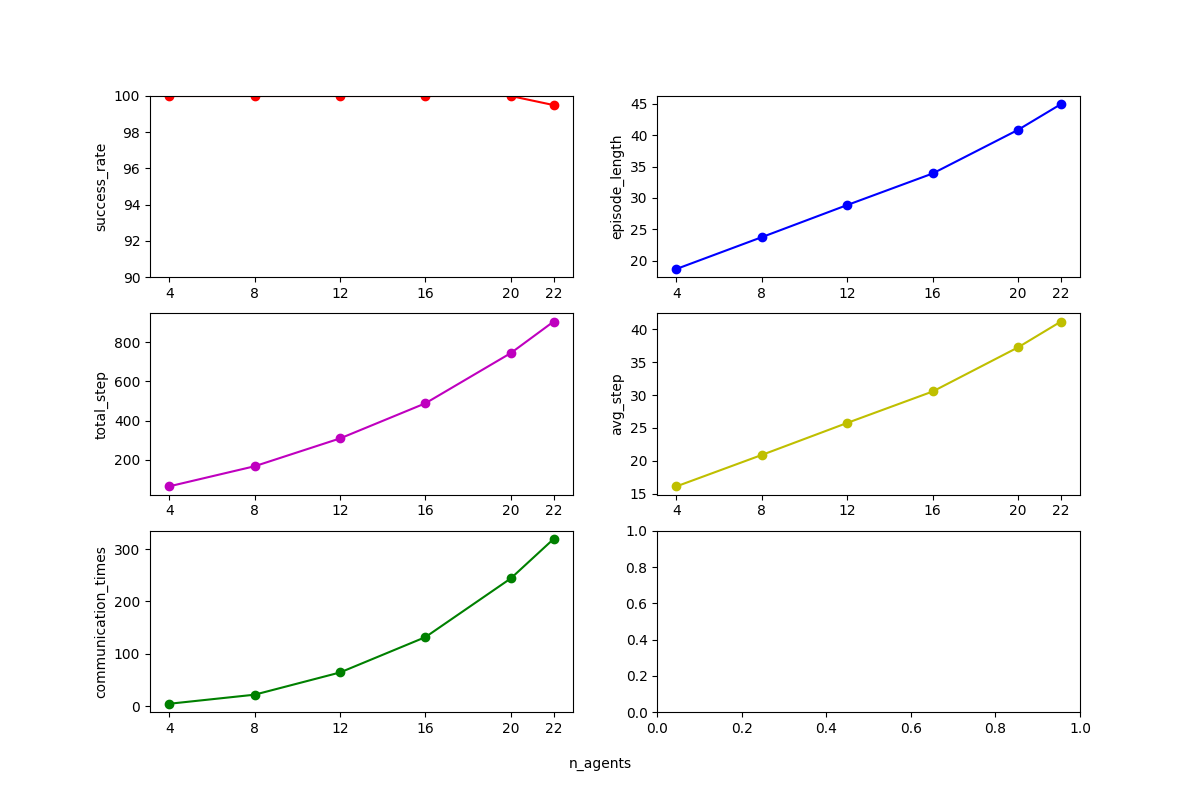 100
98
96
94
92
90
success_rate
4 8 12 16 20 22
45
40
35
30
25
20
episode_length
4 8 12 16 20 22
800
600
400
200
total_step
4 8 12 16 20 22
40
35
30
25
20
15
avg_step
4 8 12 16 20 22
300
200
100
0
communication_times
4 8 12 16 20 22
1.0
0.8
0.6
0.4
0.2
0.0
0.0 0.2 0.4 0.6 0.8 1.0
n_agents